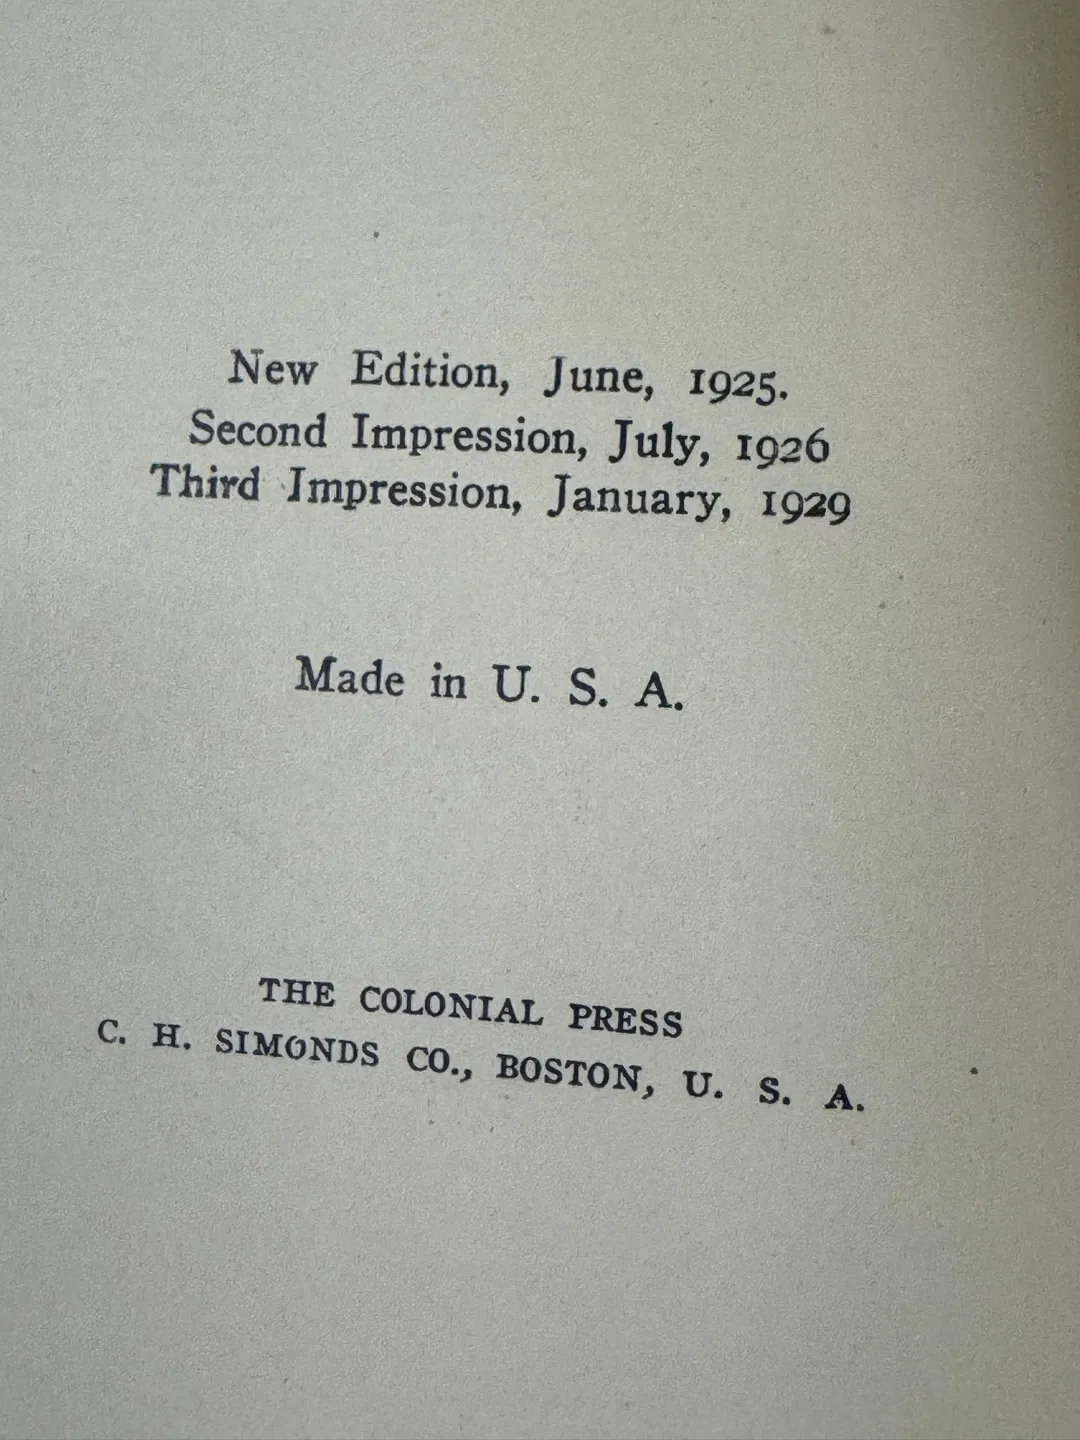 New Edition, June, 1925.
Second Impression, July, 1926
Third Impression, January, 1929
Made in U. S. A.
THE COLONIAL PRESS
C. H. SIMONDS CO., BOSTON, U. S. A.